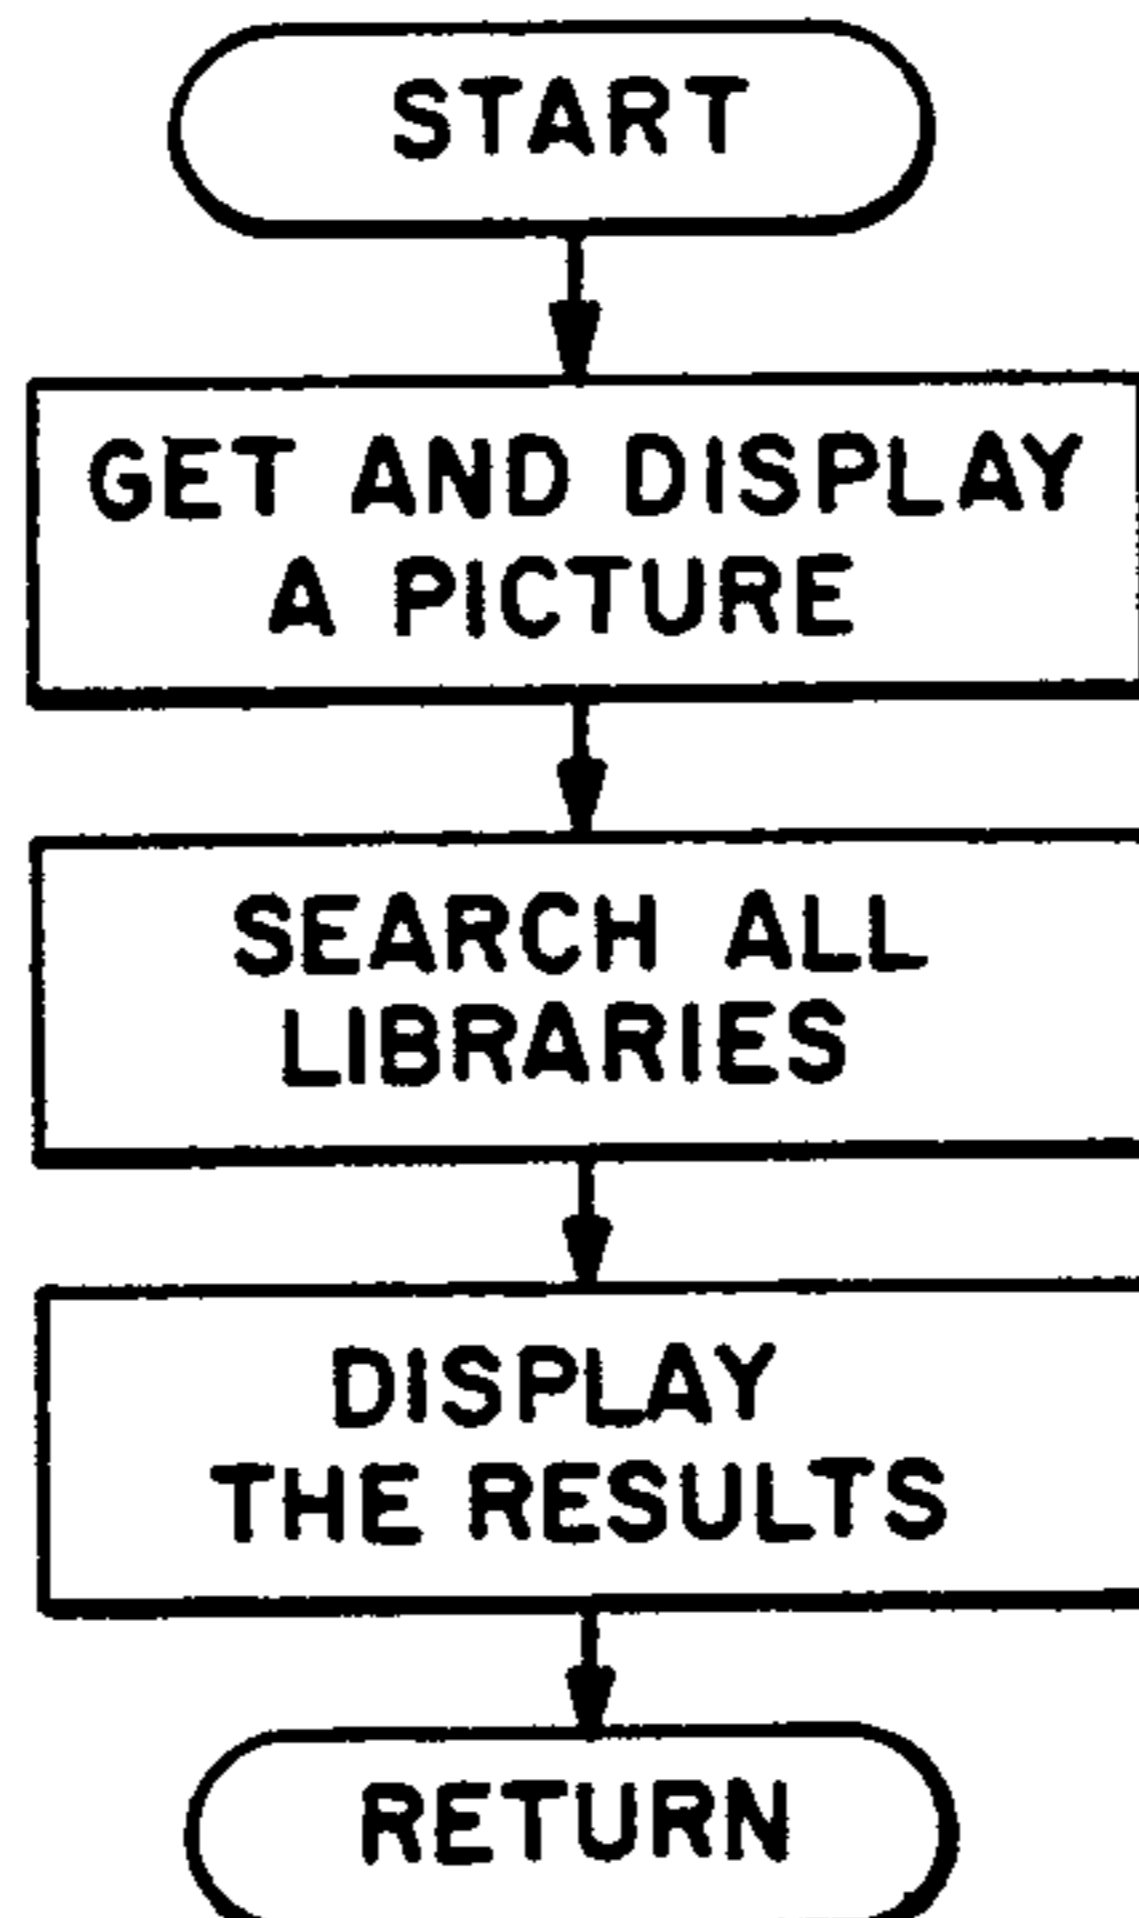 START
GET AND DISPLAY
A PICTURE
SEARCH ALL
LIBRARIES
DISPLAY
THE RESULTS
RETURN